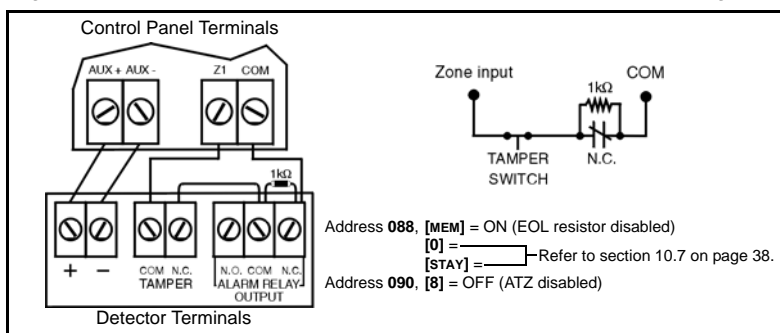 Control Panel Terminals
AUX + AUX -
Z1 COM
1kΩ
+ -
COM N.C.
TAMPER
N.O. COM N.C.
ALARM RELAY
OUTPUT
Detector Terminals
Zone input
COM
1kΩ
TAMPER
SWITCH
N.C.
Address 088, [MEM] = ON (EOL resistor disabled)
[0] =
[STAY] =
Refer to section 10.7 on page 38.
Address 090, [8] = OFF (ATZ disabled)